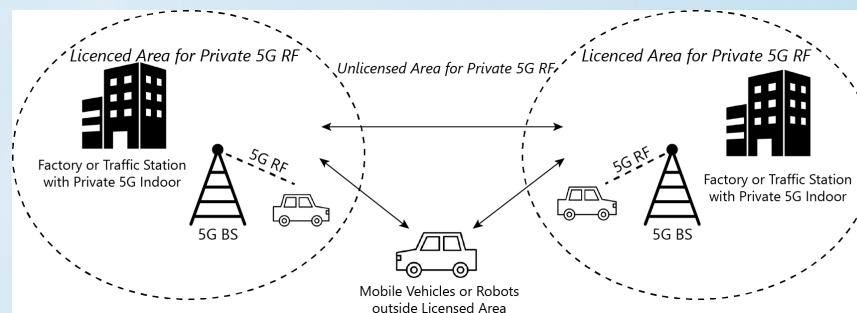 Licenced Area for Private 5G RF
Unlicensed Area for Private 5G RF
Licenced Area for Private 5G RF
Factory or Traffic Station
with Private 5G Indoor
5G RF
5G BS
5G RF
5G BS
Factory or Traffic Station
with Private 5G Indoor
Mobile Vehicles or Robots
outside Licensed Area